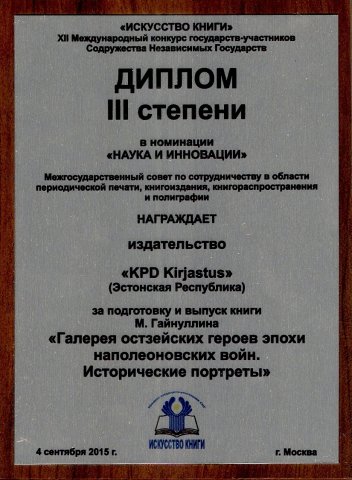 «ИСКУССТВО КНИГИ»
XII Международный конкурс государств-участников
Содружества Независимых Государств
ДИПЛОМ
III степени
в номинации
«НАУКА И ИННОВАЦИИ»
Межгосударственный совет по сотрудничеству в области
периодической печати, книгоиздания, книгораспространения
и полиграфии
НАГРАЖДАЕТ
издательство
«KPD Kirjastus»
(Эстонская Республика)
за подготовку и выпуск книги
М. Гайнуллина
«Галерея остзейских героев эпохи
наполеоновских войн.
Исторические портреты»
ИСКУССТВО КНИГИ
4 сентября 2015 г.
г. Москва